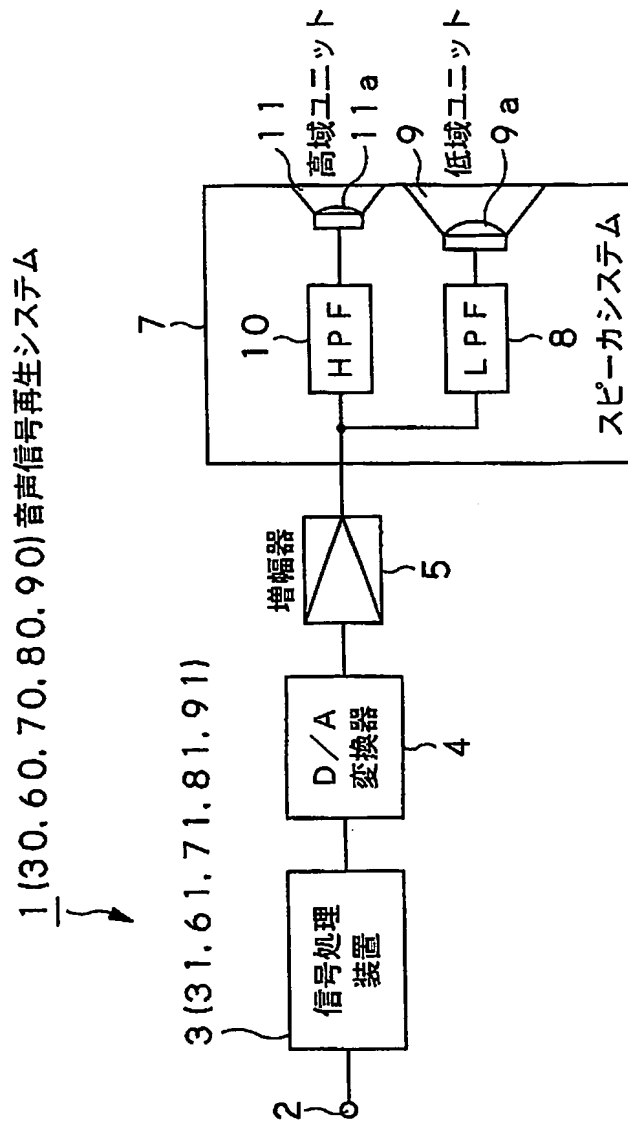 1(30.60.70.80.90)音声信号再生システム
3(31.61.71.81.91)
2
信号処理
装置
D/A
変換器
4
増幅器
5
7
10
HPF
11
高域ユニット
11a
LPF
8
9
低域ユニット
9a
スピーカシステム